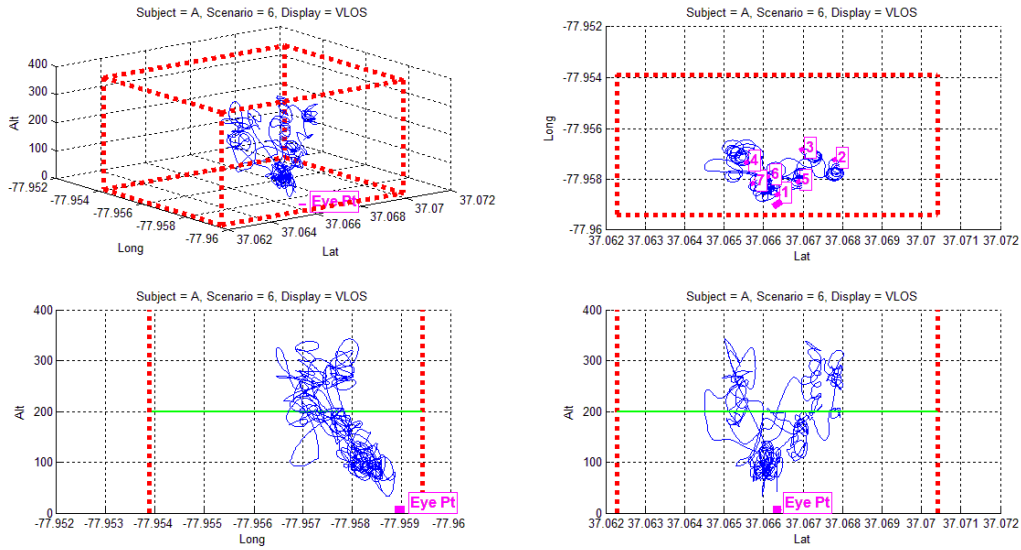 Subject = A, Scenario = 6, Display = VLOS
400
300
200
100
0
Alt
-77.952
-77.954
-77.956
-77.958
-77.96
Long
37.062
37.064
37.066
37.068
37.07
37.072
Lat
Eye Pt
Subject = A, Scenario = 6, Display = VLOS
-77.952
-77.954
-77.956
-77.958
-77.96
Long
3
4
2
6
7
5
1
37.062 37.063 37.064 37.065 37.066 37.067 37.068 37.069 37.07 37.071 37.072
Lat
Subject = A, Scenario = 6, Display = VLOS
400
300
200
100
0
Alt
Eye Pt
-77.952 -77.953 -77.954 -77.955 -77.956 -77.957 -77.958 -77.959 -77.96
Long
Subject = A, Scenario = 6, Display = VLOS
400
300
200
100
0
Alt
Eye Pt
37.062 37.063 37.064 37.065 37.066 37.067 37.068 37.069 37.07 37.071 37.072
Lat